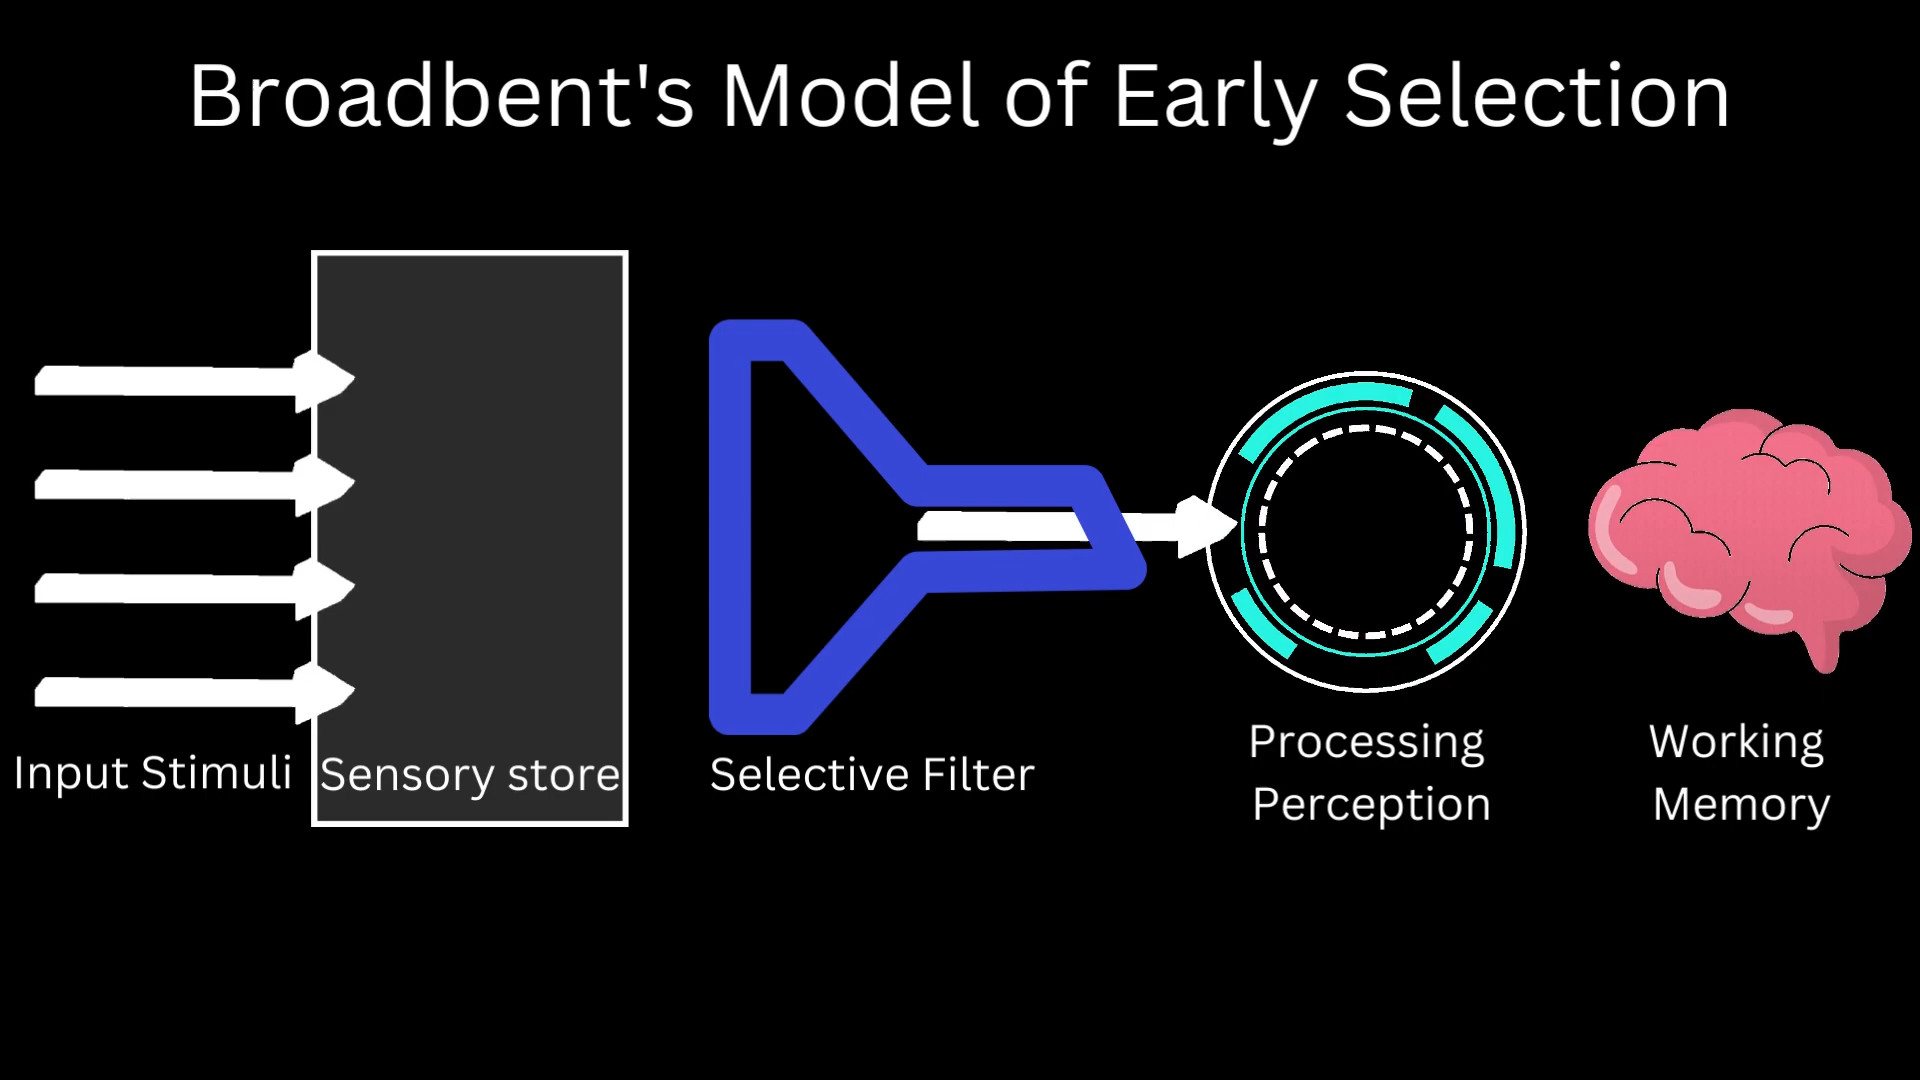 Broadbent's Model of Early Selection
Input Stimuli
Sensory store
Selective Filter
Processing
Perception
Working
Memory